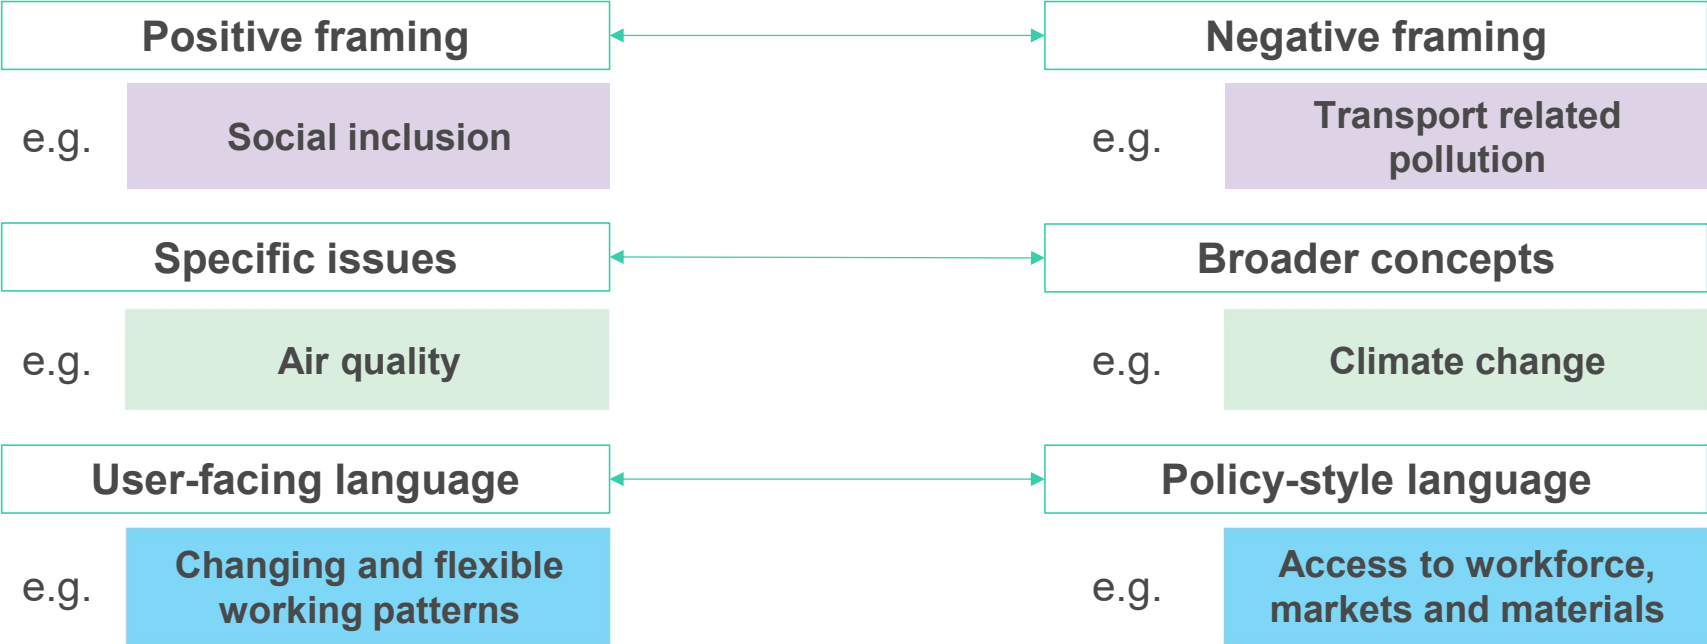 Positive framing
Negative framing
e.g.
Social inclusion
e.g.
Transport related
pollution
Specific issues
Broader concepts
e.g.
Air quality
e.g.
Climate change
User-facing language
Policy-style language
e.g.
Changing and flexible
working patterns
e.g.
Access to workforce,
markets and materials